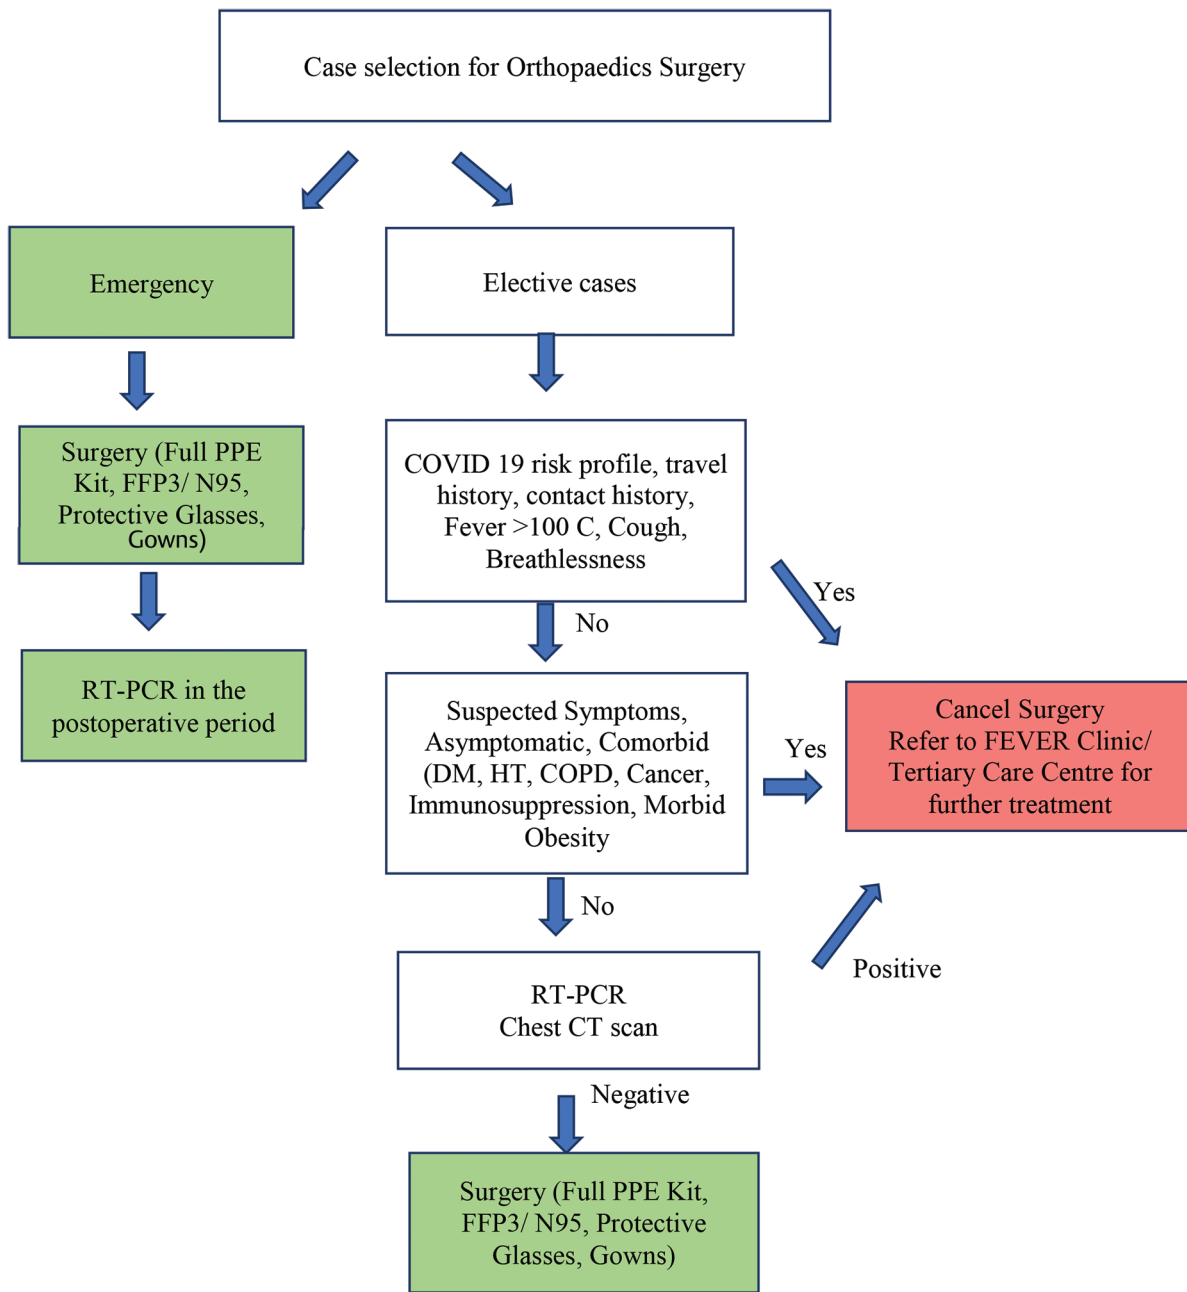 Case selection for Orthopaedics Surgery
Emergency
Elective cases
Surgery (Full PPE
Kit, FFP3/ N95,
Protective Glasses,
Gowns)
COVID 19 risk profile, travel
history, contact history,
Fever >100 C, Cough,
Breathlessness
Yes
No
RT-PCR in the
postoperative period
Suspected Symptoms,
Asymptomatic, Comorbid
(DM, HT, COPD, Cancer,
Immunosuppression, Morbid
Obesity
Yes
Cancel Surgery
Refer to FEVER Clinic/
Tertiary Care Centre for
further treatment
No
RT-PCR
Chest CT scan
Positive
Negative
Surgery (Full PPE Kit,
FFP3/ N95, Protective
Glasses, Gowns)